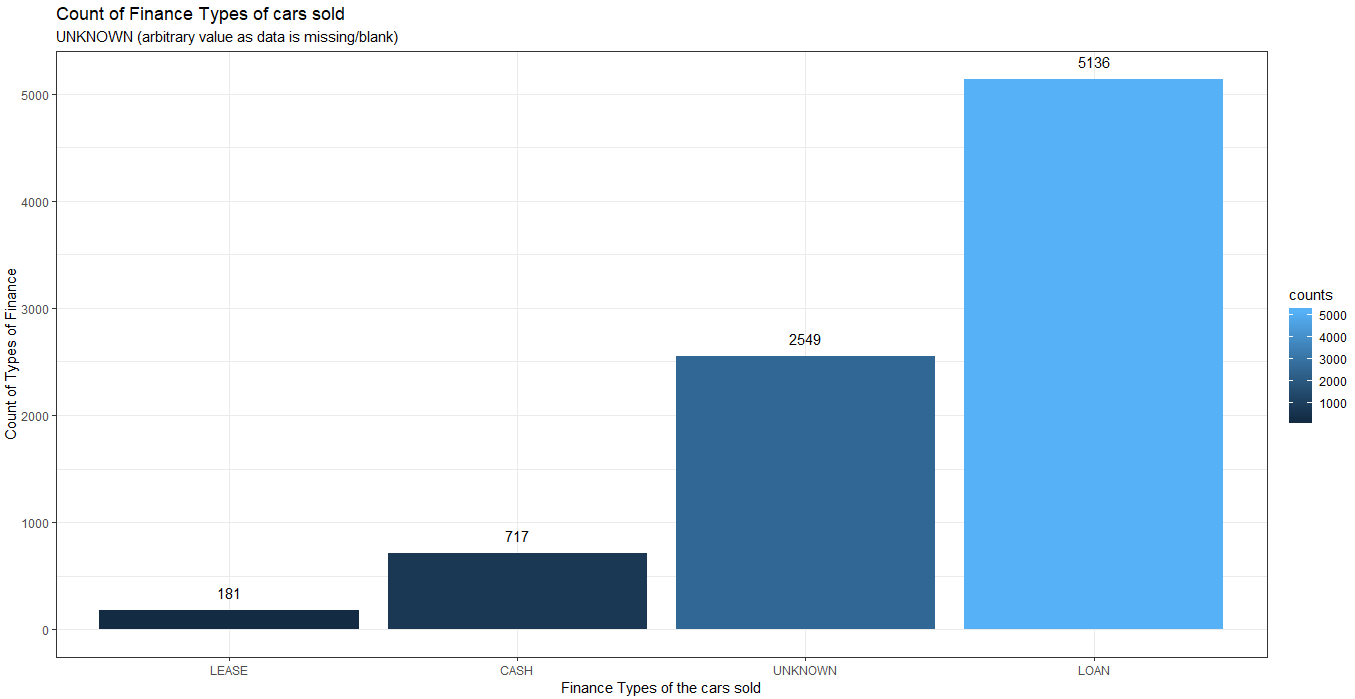 Count of Finance Types of cars sold
UNKNOWN (arbitrary value as data is missing/blank)
Count of Types of Finance
5000
4000
3000
2000
1000
0
181
717
2549
5136
LEASE
CASH
UNKNOWN
LOAN
Finance Types of the cars sold
counts
5000
4000
3000
2000
1000